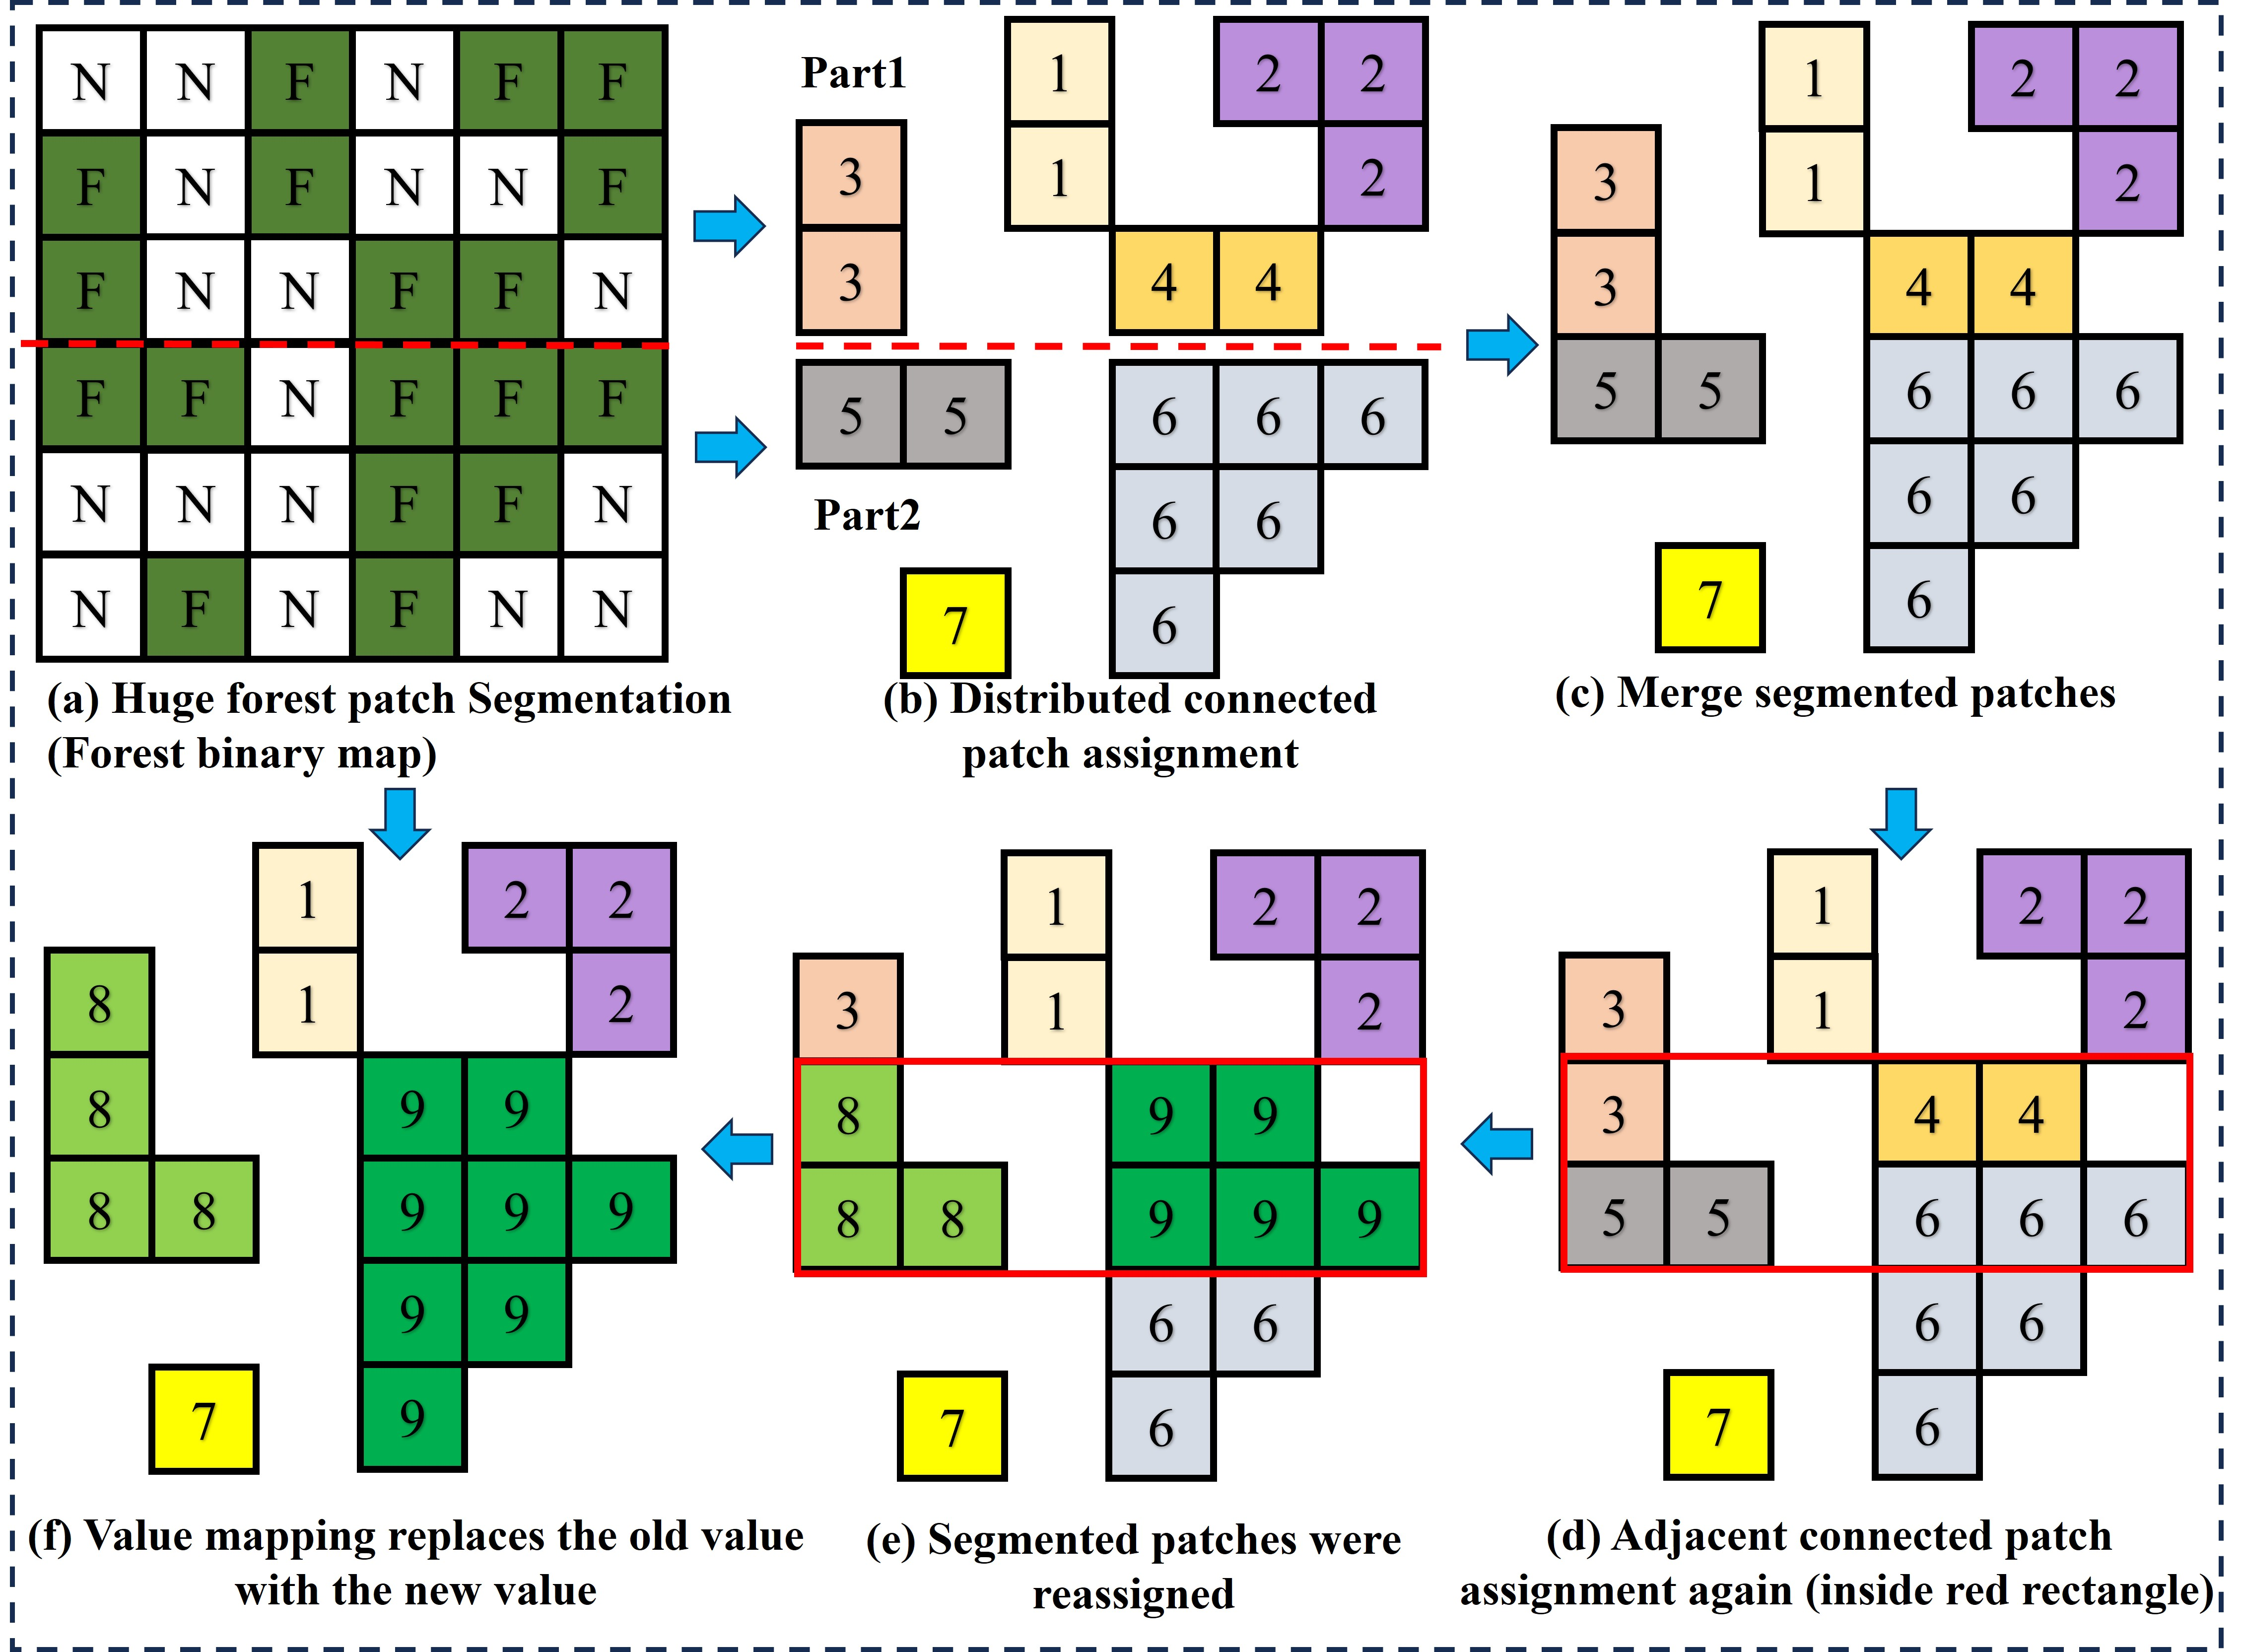 N N F N F F
F N F N N F
F N N F F N
F F N F F F
N N N F F N
N F N F N N
(a) Huge forest patch Segmentation
(Forest binary map)
Part1
1 2 2
3 1 2
3 4 4
5 5 6 6 6
Part2
6 6
7 6
(b) Distributed connected
patch assignment
1 2 2
3 1 2
3 4 4
5 5 6 6 6
6 6
7 6
(c) Merge segmented patches
1 2 2
8 1 2
8 9 9
8 8 9 9 9
9 9
7 9
(f) Value mapping replaces the old value
with the new value
1 2 2
3 1 2
8 9 9
8 8 9 9 9
6 6
7 6
(e) Segmented patches were
reassigned
1 2 2
3 1 2
3 4 4
5 5 6 6 6
6 6
7 6
(d) Adjacent connected patch
assignment again (inside red rectangle)